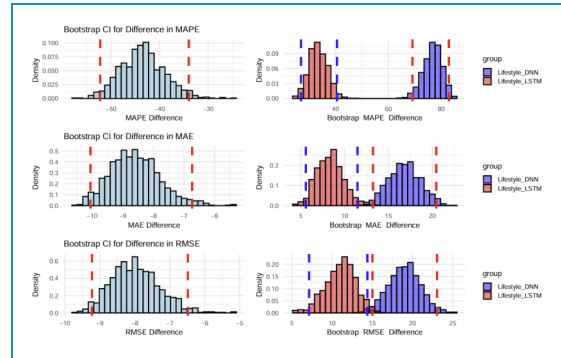 Bootstrap CI for Difference in MAPE
Density
0.100
0.075
0.050
0.025
0.000
-50
-40
-30
MAPE Difference
Density
0.09
0.06
0.03
0.00
40
60
80
Bootstrap MAPE Difference
group
Lifestyle_DNN
Lifestyle_LSTM
Bootstrap CI for Difference in MAE
Density
0.5
0.4
0.3
0.2
0.1
0.0
-10
-9
-8
-7
-6
MAE Difference
Density
0.2
0.1
0.0
5
10
15
20
Bootstrap MAE Difference
group
Lifestyle_DNN
Lifestyle_LSTM
Bootstrap CI for Difference in RMSE
Density
0.6
0.4
0.2
0.0
-10
-9
-8
-7
-6
-5
RMSE Difference
Density
0.20
0.15
0.10
0.05
0.00
5
10
15
20
25
Bootstrap RMSE Difference
group
Lifestyle_DNN
Lifestyle_LSTM